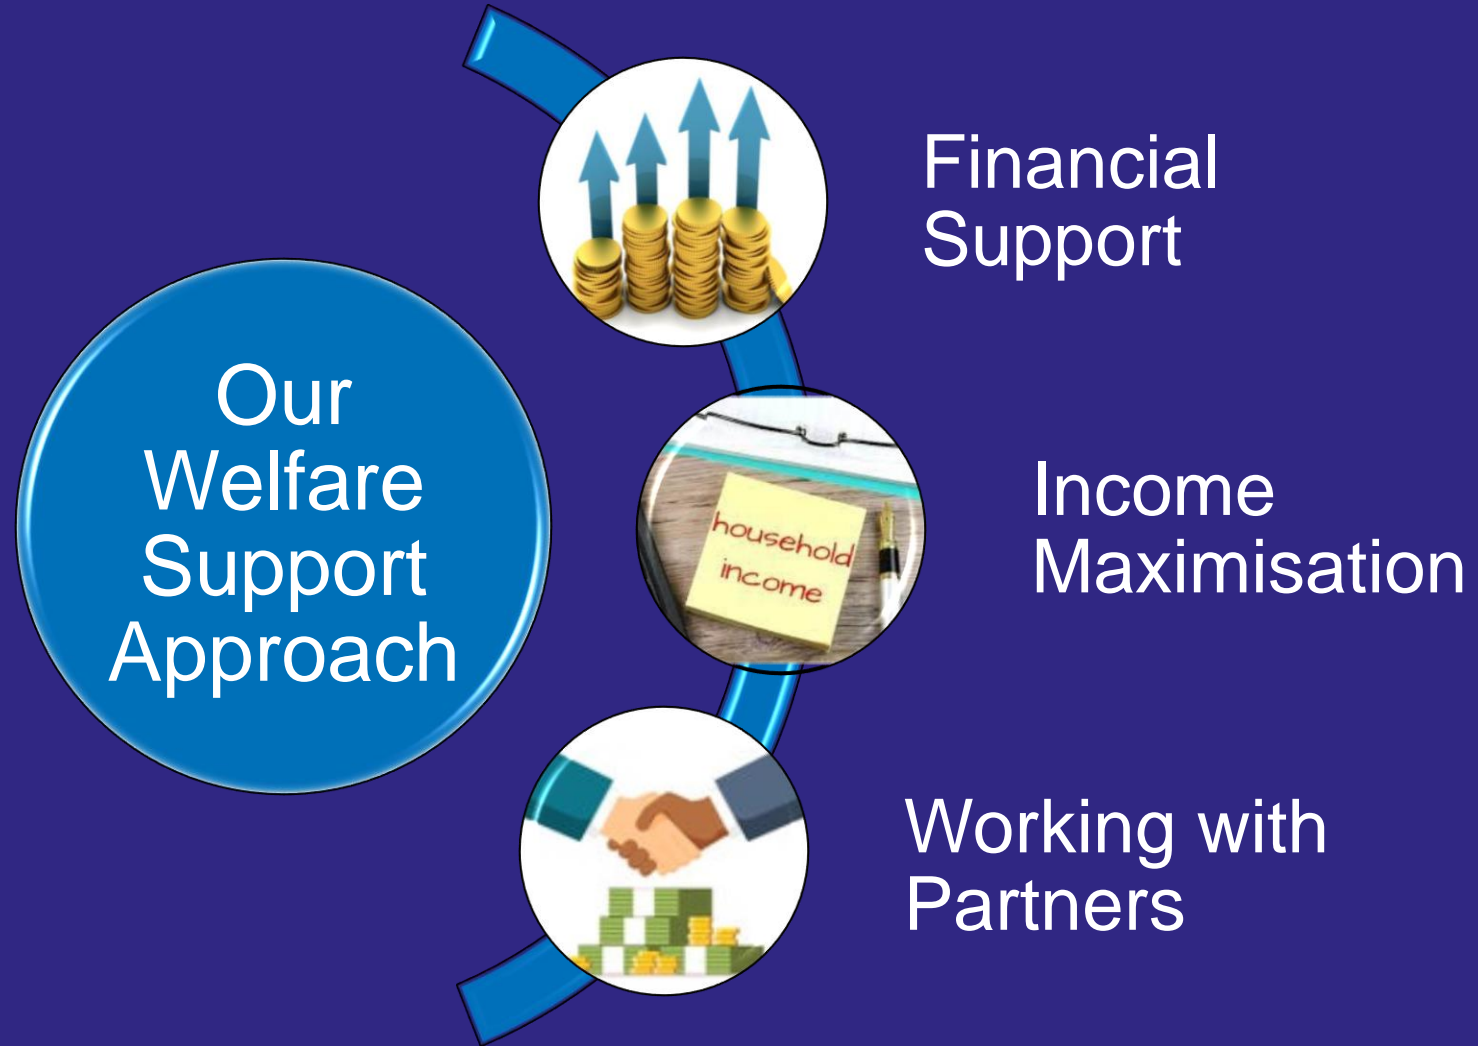 Our
Welfare
Support
Approach
Financial
Support
household
income
Income
Maximisation
Working with
Partners